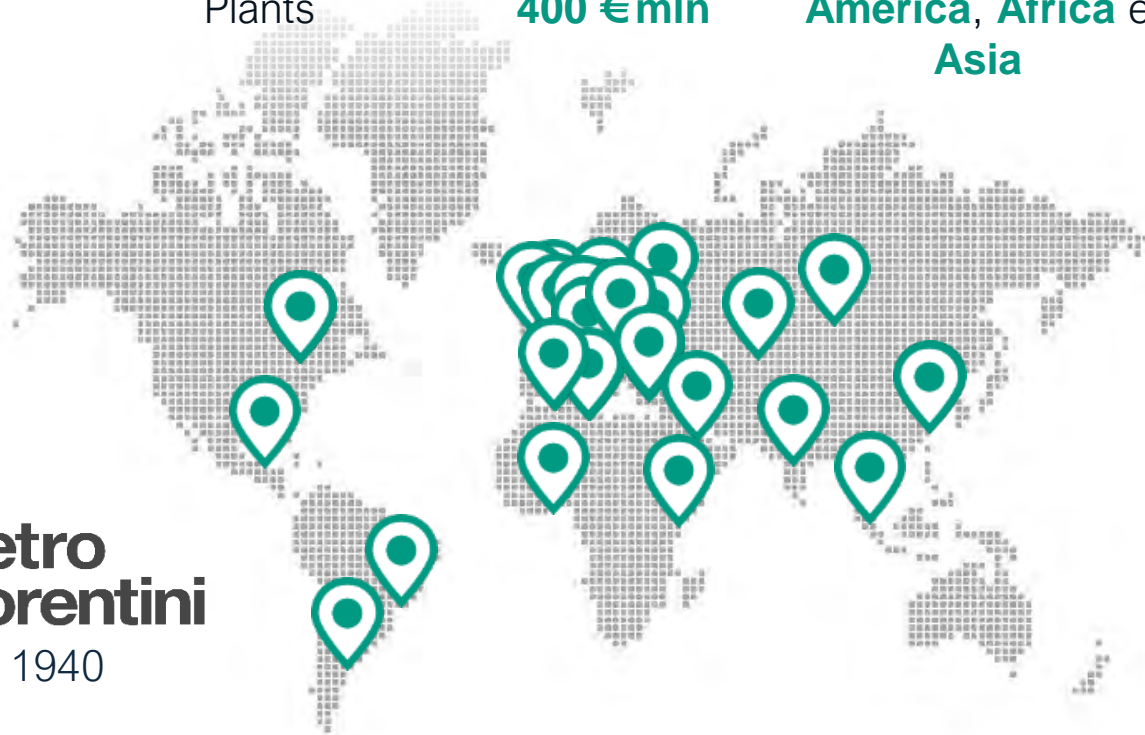 Plants
400 €mln
America, Africa e
Asia
etro
orentini
1940